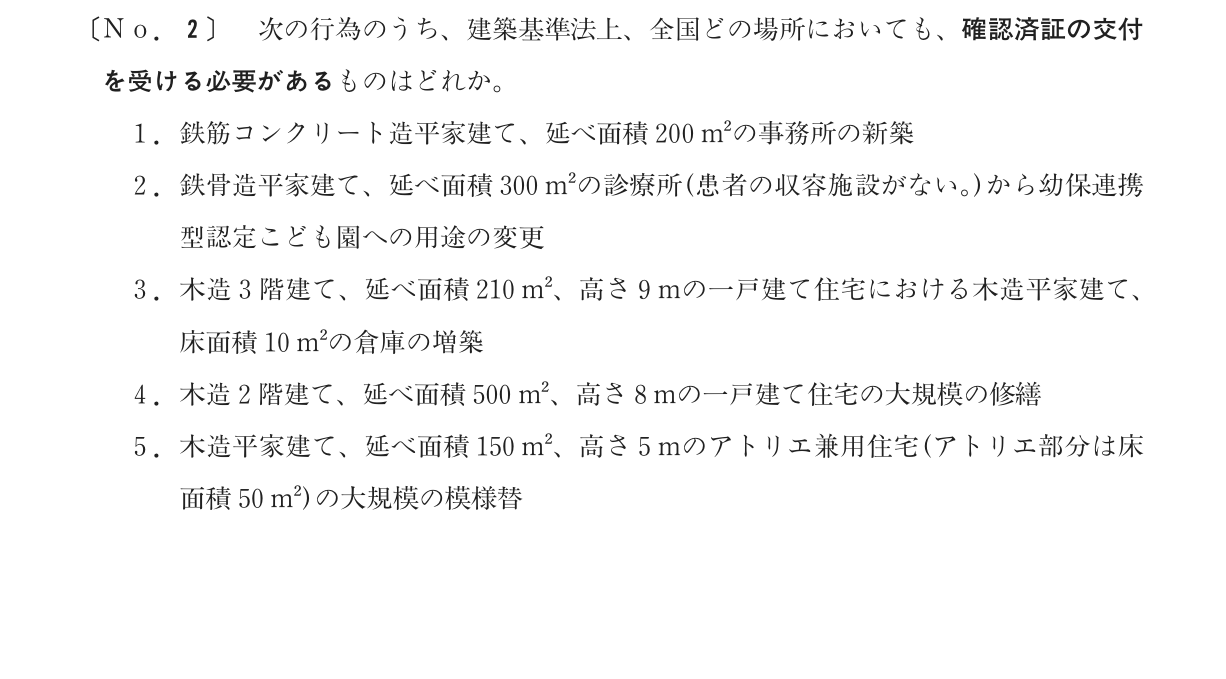 〔Ｎｏ． 2〕　次の行為のうち、建築基準法上、全国どの場所においても、確認済証の交付
を受ける必要があるものはどれか。
１．鉄筋コンクリート造平家建て、延べ面積 200 m²の事務所の新築
２．鉄骨造平家建て、延べ面積 300 m²の診療所(患者の収容施設がない。)から幼保連携
型認定こども園への用途の変更
３．木造 3 階建て、延べ面積 210 m²、高さ 9 mの一戸建て住宅における木造平家建て、
床面積 10 m²の倉庫の増築
４．木造 2 階建て、延べ面積 500 m²、高さ 8 mの一戸建て住宅の大規模の修繕
５．木造平家建て、延べ面積 150 m²、高さ 5 mのアトリエ兼用住宅(アトリエ部分は床
面積 50 m²)の大規模の模様替